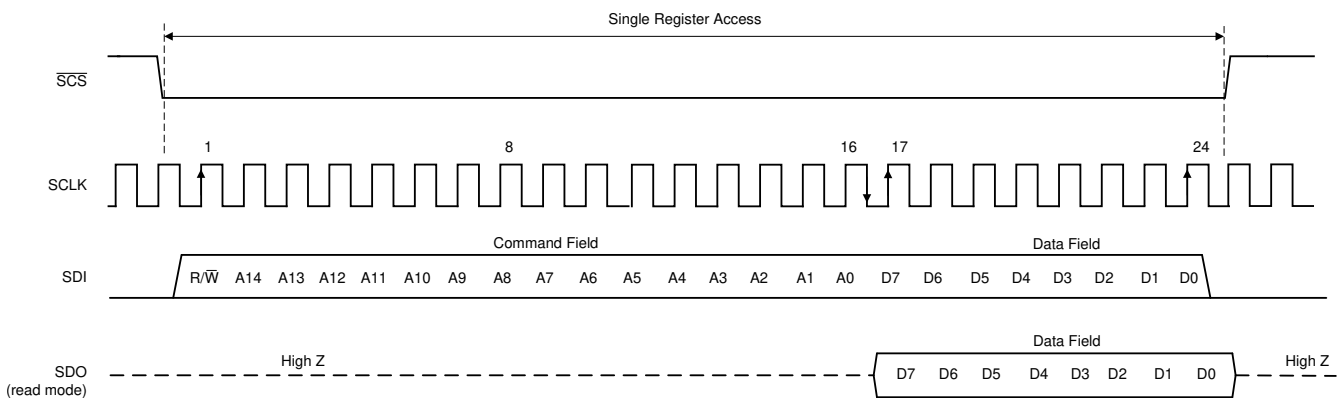 Single Register Access
SCS
1 8 16 17 24
SCLK
Command Field Data Field
SDI R/W A14 A13 A12 A11 A10 A9 A8 A7 A6 A5 A4 A3 A2 A1 A0 D7 D6 D5 D4 D3 D2 D1 D0
Data Field
SDO High Z D7 D6 D5 D4 D3 D2 D1 D0 High Z
(read mode)